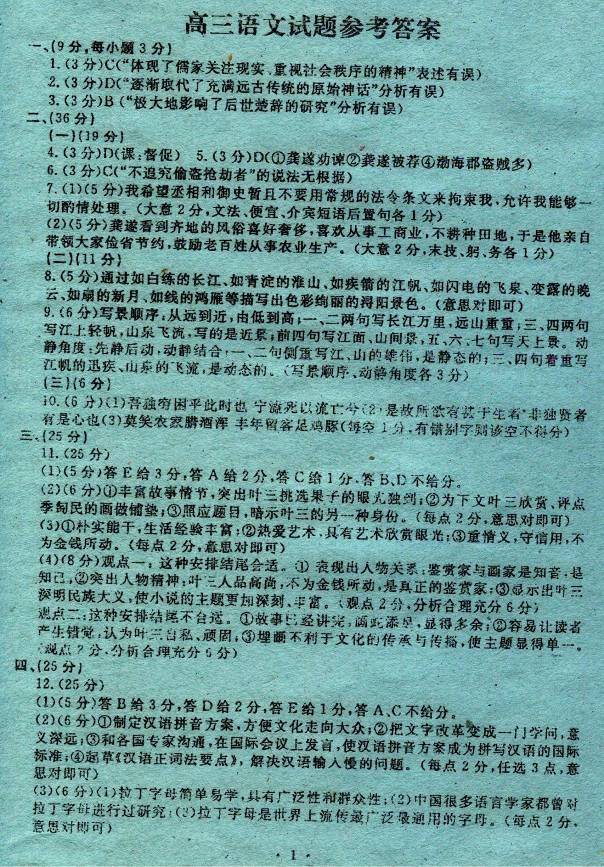 高三语文试题参考答案
一、(9分,每小题3分)
1.(3分)C(“体现了儒家关注现实、重视社会秩序的精神”表述有误)
2.(3分)D(“逐渐取代了充满远古传统的原始神话”分析有误)
3.(3分)B(“极大地影响了后世楚辞的研究”分析有误)
二、(36分)
(一)(19分)
4.(3分)D(课:督促) 5.(3分)D(①龚遂劝谏②龚遂被荐④渤海郡盗贼多)
6.(3分)C(“不追究偷盗抢劫者”的说法无根据)
7.(1)(5分)我希望丞相和御史暂且不要用常规的法令条文来拘束我,允许我能够一
切酌情处理。(大意2分,文法、便宜、介宾短语后置句各1分)
(2)(5分)龚遂看到齐地的风俗喜好奢侈,喜欢从事工商业,不耕种田地,于是他亲自
带领大家俭省节约,鼓励老百姓从事农业生产。(大意2分,末技、躬、务各1分)
(二)(11分)
8.(5分)通过如白练的长江、如青淀的淮山、如疾箭的江帆、如闪电的飞泉、变露的晚
云、如扇的新月、如线的鸿雁等描写出色彩绚丽的浔阳景色。(意思对即可)
9.(6分)写景顺序:从远到近,由低到高;一、二两句写长江万里,远山重重;三、四两句
写江上轻帆,山泉飞流,写的是近景;前四句写江面、山间景,五、六、七句写天上景。动
静角度:先静后动,动静结合;一、二句侧重写江、山的雄伟,是静态的;三、四句着重写
江帆的迅疾、山泉的飞流,是动态的。(写景顺序、动静角度各3分)
(三)(6分)
10.(6分)(1)吾独穷困乎此时也 宁溘死以流亡兮(2)是故所欲有甚于生者 非独贤者
有是心也(3)莫笑农家腊酒浑 丰年留客足鸡豚(每空1分,有错别字则该空不得分)
三、(25分)
11.(25分)
(1)(5分)答E给3分,答A给2分,答C给1分,答B、D不给分。
(2)(6分)①丰富故事情节,突出叶三挑选果子的眼光独到;②为下文叶三欣赏、评点
季匋民的画做铺垫;③照应题目,暗示叶三的另一种身份。(每点2分,意思对即可)
(3)①朴实能干,生活经验丰富;②热爱艺术,具有艺术欣赏眼光;③重情义,守信用,不
为金钱所动。(每点2分,意思对即可)
(4)(8分)观点一:这种安排结尾合适。①表现出人物关系,鉴赏家与画家是知音,是
知己;②突出人物精神,叶三人品高尚,不为金钱所动,是真正的鉴赏家;③显示出叶三
深明民族大义,使小说的主题更加深刻、丰富。(观点2分,分析合理充分6分)
观点二:这种安排结尾不合适。①故事已经讲完,画蛇添足,显得多余;②容易让读者
产生错觉,认为叶三自私、顽固;③埋画不利于文化的传承与传播,使主题显得单一。
(观点2分,分析合理充分6分)
四、(25分)
12.(25分)
(1)(5分)答B给3分,答D给2分,答E给1分,答A、C不给分。
(2)(6分)①制定汉语拼音方案,方便文化走向大众;②把文字改革变成一门学问,意
义深远;③和各国专家沟通,在国际会议上发言,使汉语拼音方案成为拼写汉语的国际
标准;④起草《汉语正词法要点》,解决汉语输入慢的问题。(每点2分,任选3点,意
思对即可)
(3)(6分)(1)拉丁字母简单易学,具有广泛性和群众性;(2)中国很多语言学家都曾对
拉丁字母进行过研究;(3)拉丁字母是世界上流传最广泛最通用的字母。(每点2分,
意思对即可)
· 1 ·